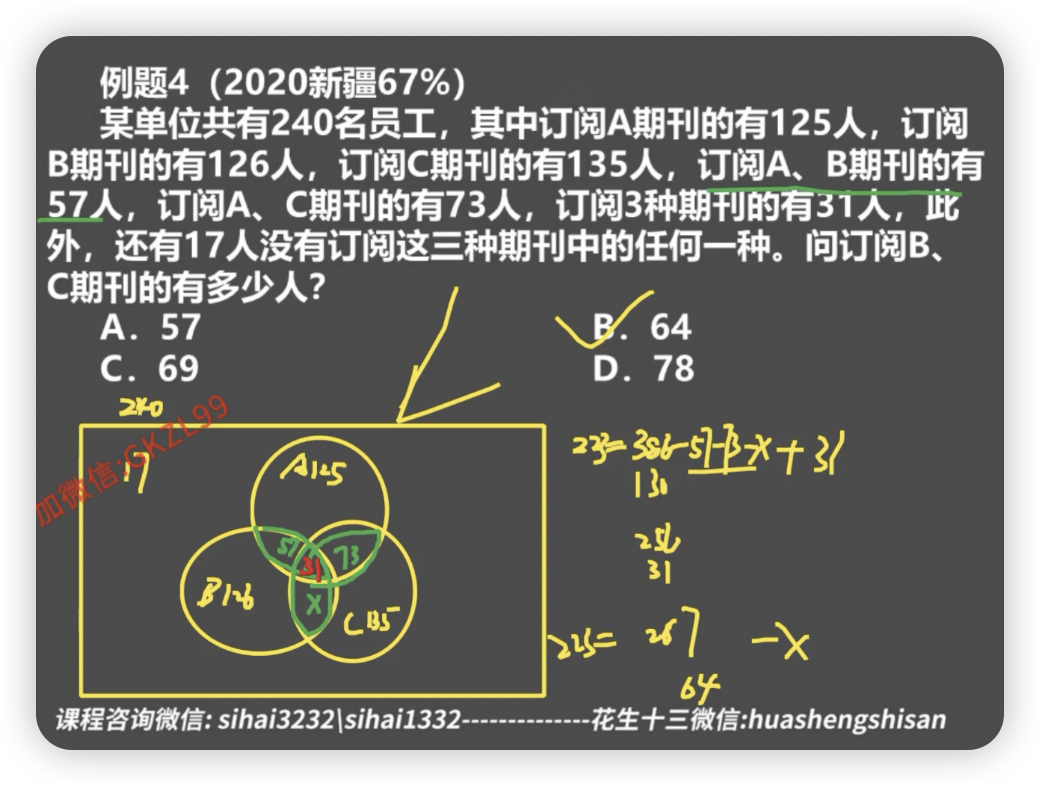 例题4（2020新疆67%）
某单位共有240名员工，其中订阅A期刊的有125人，订阅
B期刊的有126人，订阅C期刊的有135人，订阅A、B期刊的有
57人，订阅A、C期刊的有73人，订阅3种期刊的有31人，此
外，还有17人没有订阅这三种期刊中的任何一种。问订阅B、
C期刊的有多少人？
A．57
B．64
C．69
D．78
240
加微信:GKZL99
17
A125
57
73
31
B126
X
C135
223=386-57-73-X+31
130
256
31
223= 287 -X
64
课程咨询微信: sihai3232\sihai1332--------------花生十三微信:huashengshisan